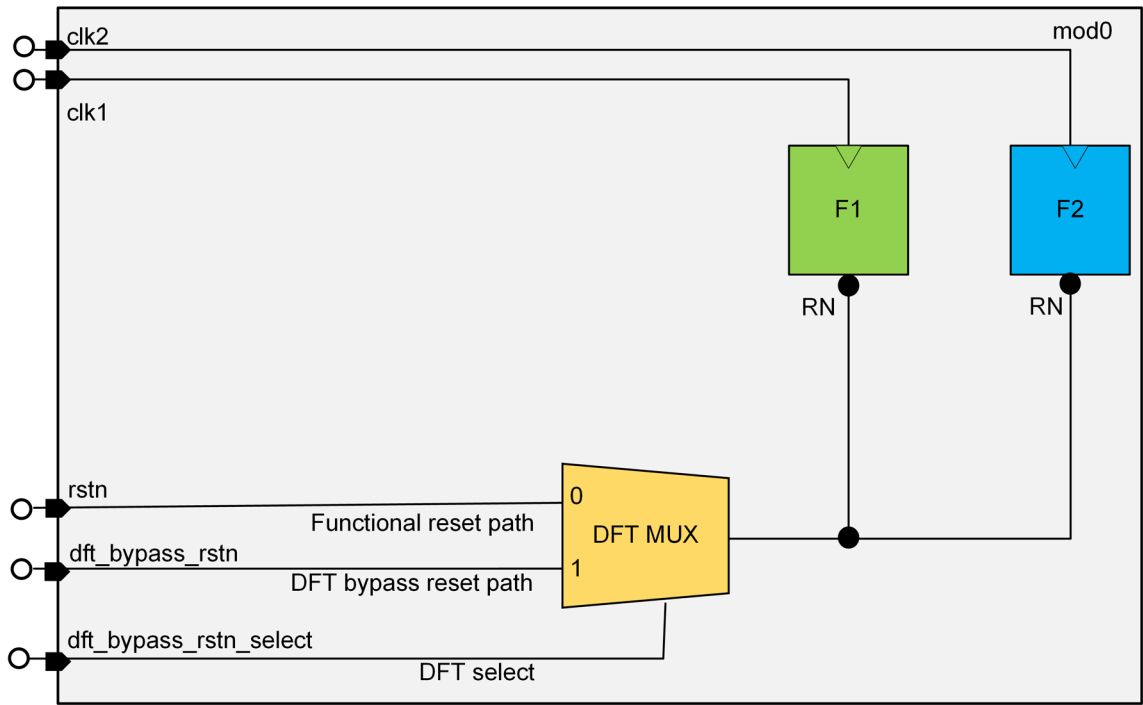 clk2
mod0
clk1
F1
F2
RN
RN
rstn
0
Functional reset path
DFT MUX
dft_bypass_rstn
1
DFT bypass reset path
dft_bypass_rstn_select
DFT select